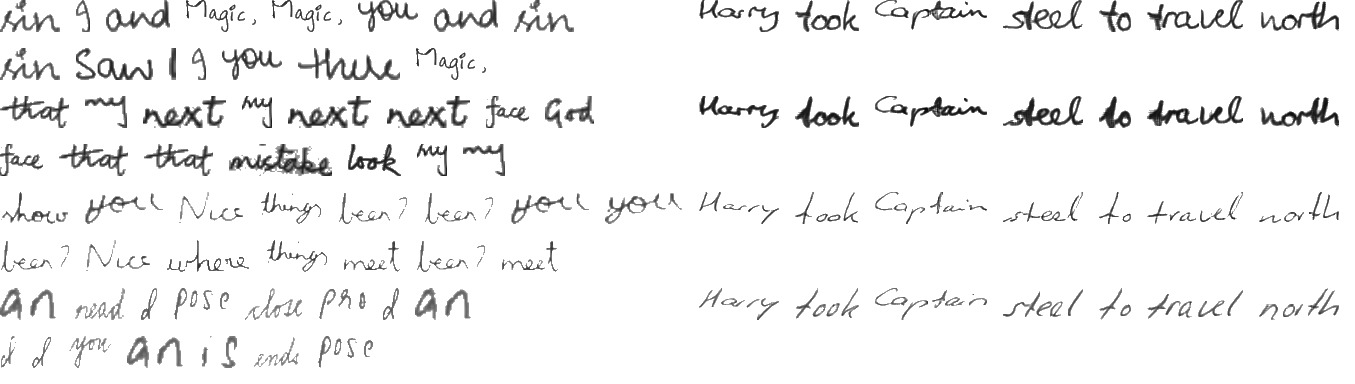 sin I and Magic, Magic, you and sin
sin Saw I I you there Magic,
that my next my next next face God
face that that mistake look my my
show you Nice things been? been? you you
been? Nice where things meet been? meet
an read I pose close pro I an
I I you an is ends pose
Harry took Captain steel to travel north
Harry took Captain steel to travel north
Harry took Captain steel to travel north
Harry took Captain steel to travel north